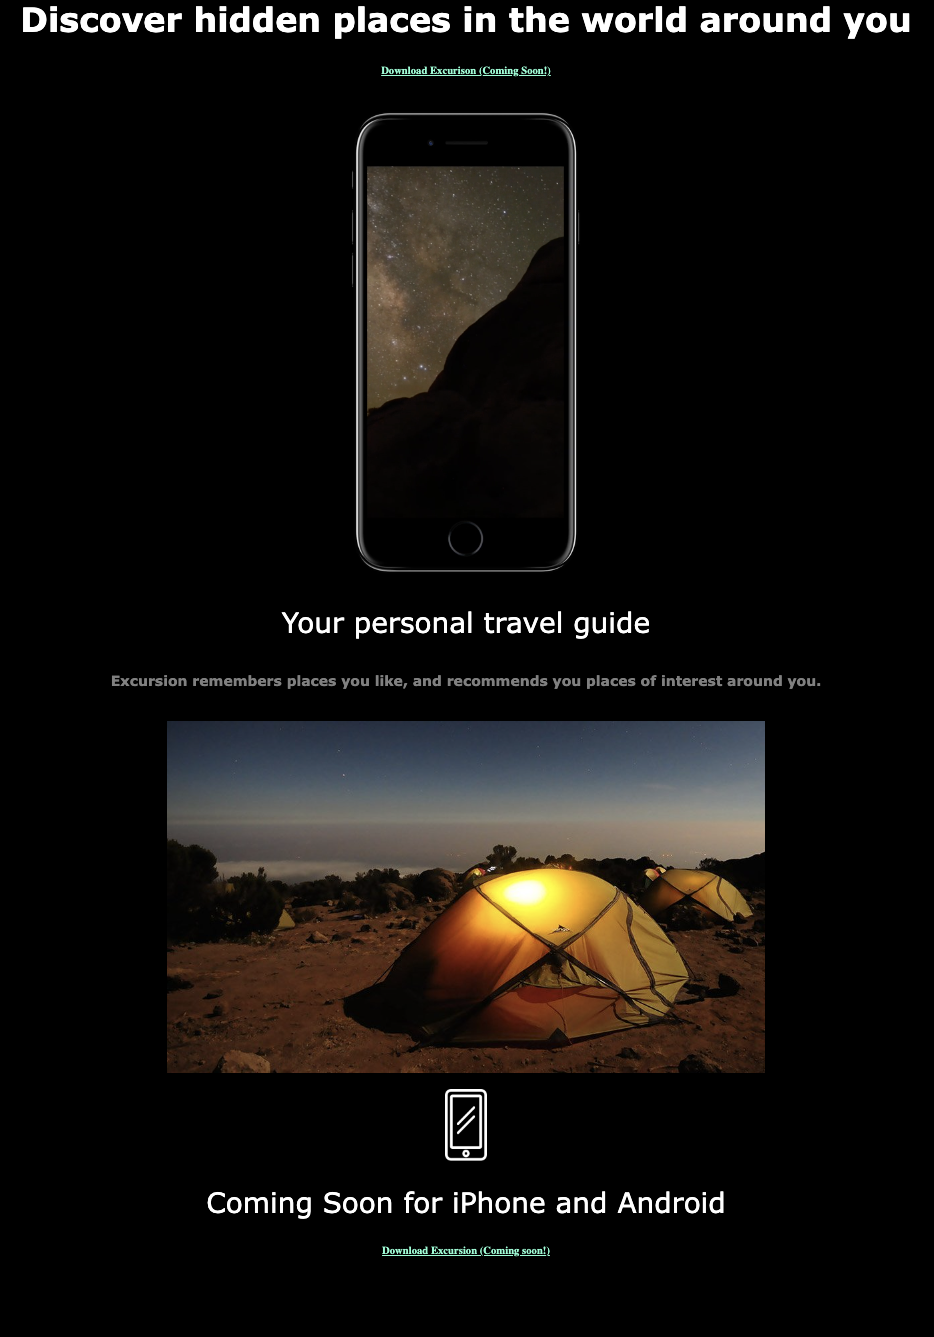 Discover hidden places in the world around you
Download Excurison (Coming Soon!)
Your personal travel guide
Excursion remembers places you like, and recommends you places of interest around you.
Coming Soon for iPhone and Android
Download Excursion (Coming soon!)